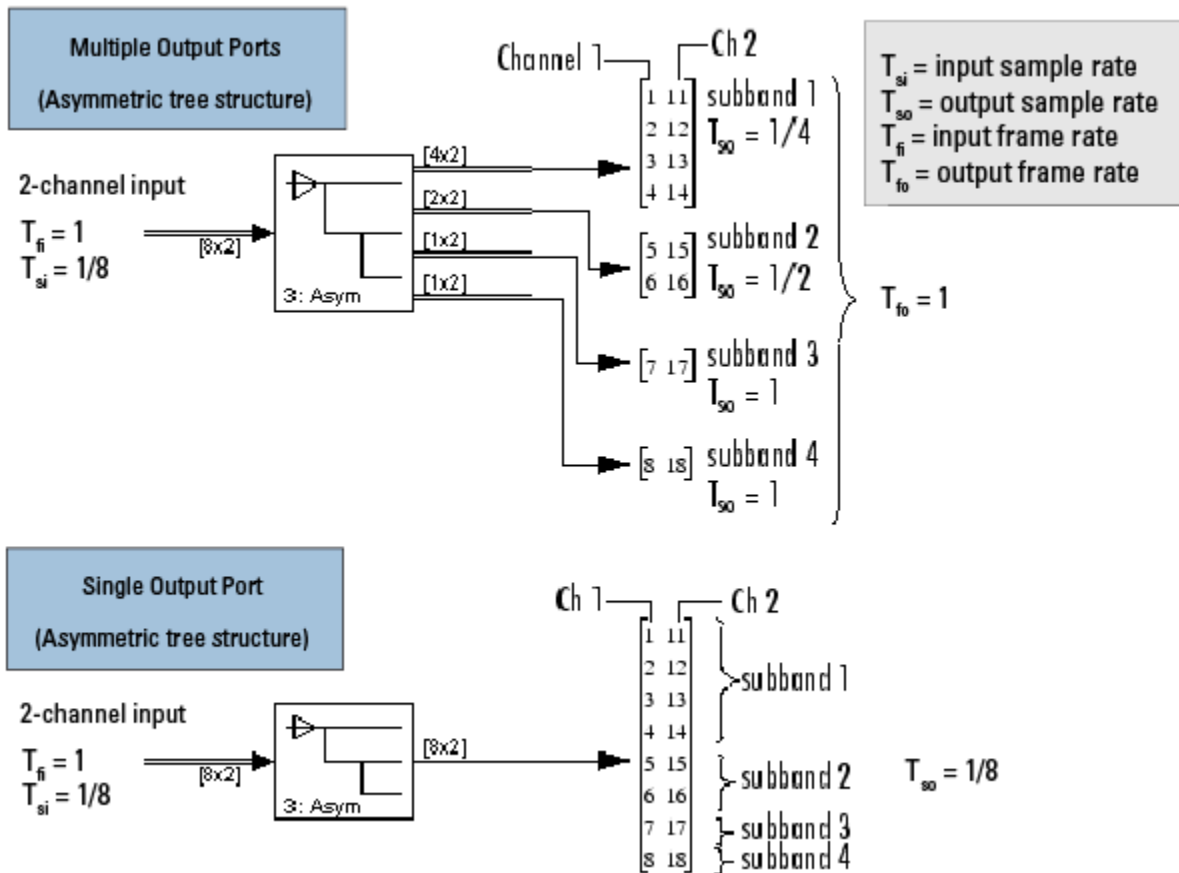 Multiple Output Ports
(Asymmetric tree structure)
Channel 1
Ch 2
T_si = input sample rate
T_so = output sample rate
T_fi = input frame rate
T_fo = output frame rate
2-channel input
T_fi = 1
T_si = 1/8
[8x2]
3: Asym
[4x2]
[2x2]
[1x2]
[1x2]
1 11
2 12
3 13
4 14
subband 1
T_so = 1/4
5 15
6 16
subband 2
T_so = 1/2
7 17
subband 3
T_so = 1
8 18
subband 4
T_so = 1
T_fo = 1
Single Output Port
(Asymmetric tree structure)
Ch 1
Ch 2
2-channel input
T_fi = 1
T_si = 1/8
[8x2]
3: Asym
[8x2]
1 11
2 12
3 13
4 14
5 15
6 16
7 17
8 18
subband 1
subband 2
subband 3
subband 4
T_so = 1/8